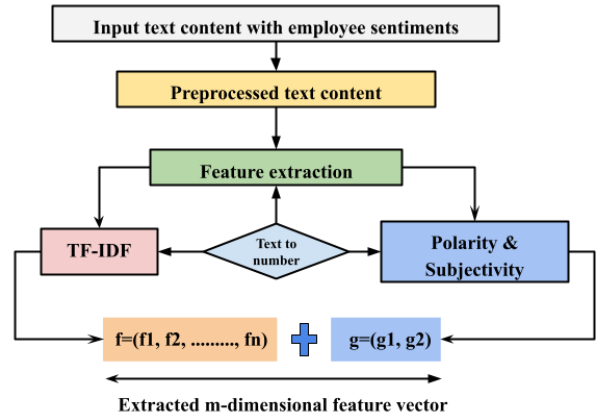 Input text content with employee sentiments
Preprocessed text content
Feature extraction
TF-IDF
Text to
number
Polarity &
Subjectivity
f=(f1, f2, ........., fn)
g=(g1, g2)
Extracted m-dimensional feature vector